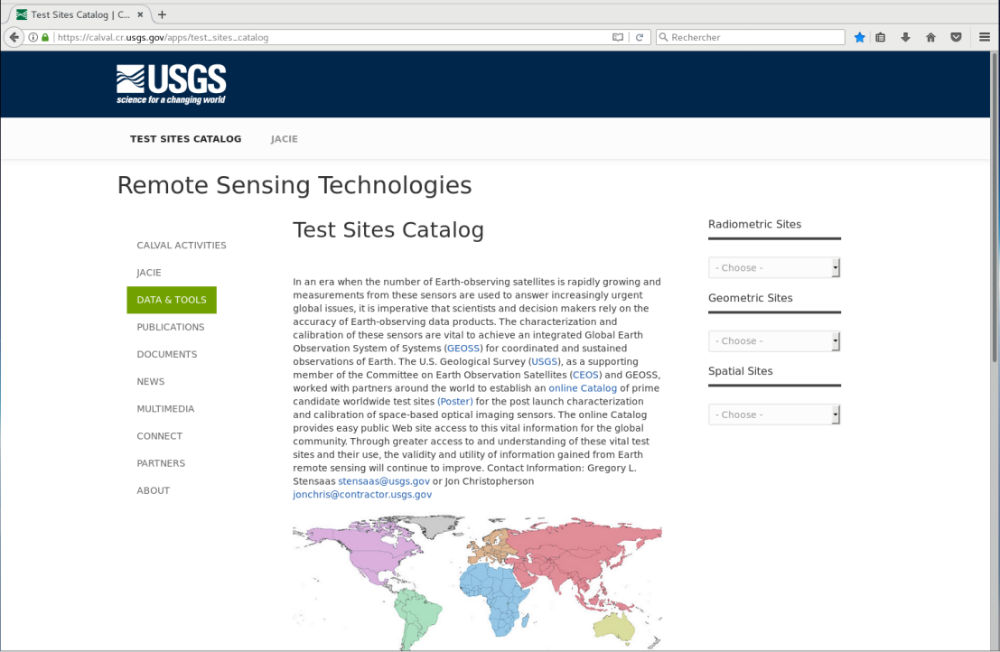 Test Sites Catalog | C... × +
https://calval.cr.usgs.gov/apps/test_sites_catalog
Rechercher
USGS
science for a changing world
TEST SITES CATALOG JACIE
Remote Sensing Technologies
CALVAL ACTIVITIES
JACIE
DATA & TOOLS
PUBLICATIONS
DOCUMENTS
NEWS
MULTIMEDIA
CONNECT
PARTNERS
ABOUT
Test Sites Catalog
In an era when the number of Earth-observing satellites is rapidly growing and
measurements from these sensors are used to answer increasingly urgent
global issues, it is imperative that scientists and decision makers rely on the
accuracy of Earth-observing data products. The characterization and
calibration of these sensors are vital to achieve an integrated Global Earth
Observation System of Systems (GEOSS) for coordinated and sustained
observations of Earth. The U.S. Geological Survey (USGS), as a supporting
member of the Committee on Earth Observation Satellites (CEOS) and GEOSS,
worked with partners around the world to establish an online Catalog of prime
candidate worldwide test sites (Poster) for the post launch characterization
and calibration of space-based optical imaging sensors. The online Catalog
provides easy public Web site access to this vital information for the global
community. Through greater access to and understanding of these vital test
sites and their use, the validity and utility of information gained from Earth
remote sensing will continue to improve. Contact Information: Gregory L.
Stensaas stensaas@usgs.gov or Jon Christopherson
jonchris@contractor.usgs.gov
Radiometric Sites
- Choose -
Geometric Sites
- Choose -
Spatial Sites
- Choose -